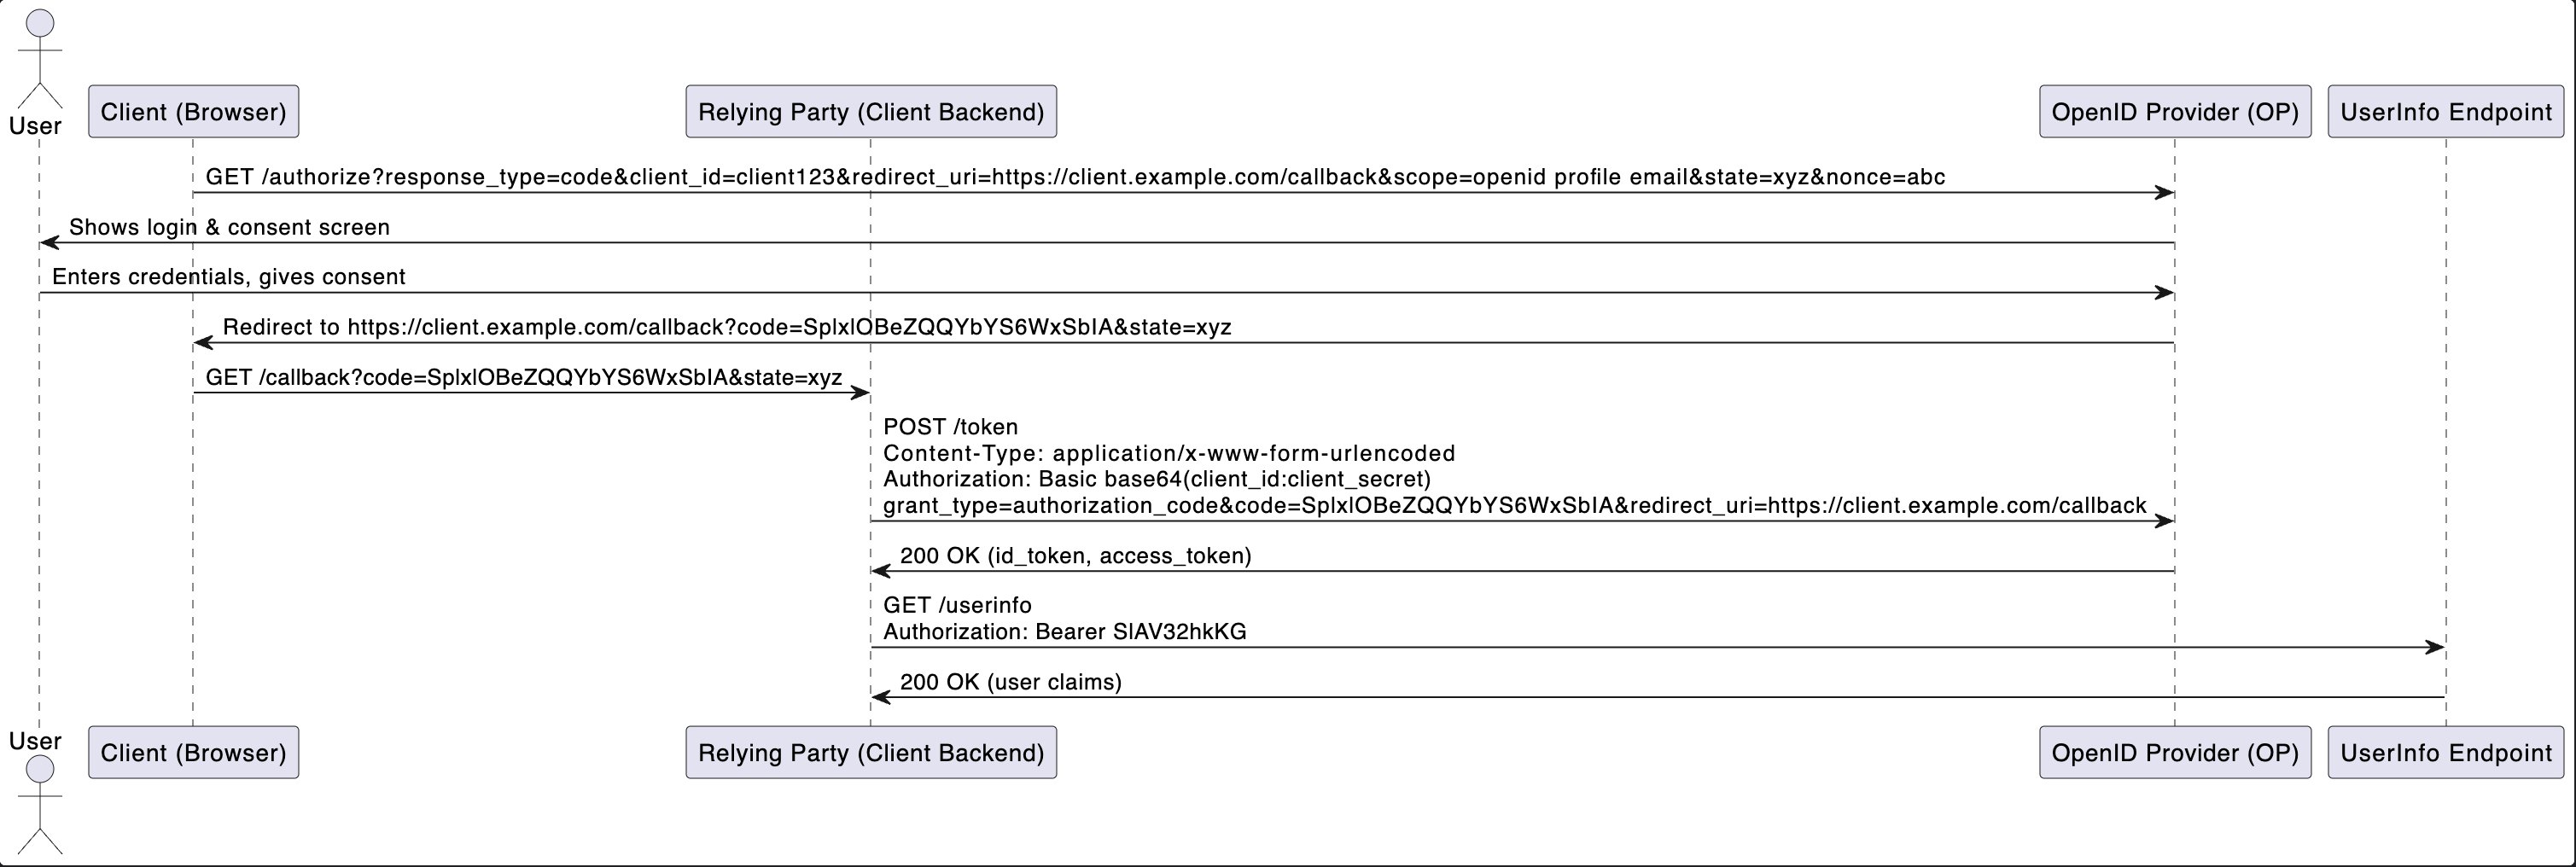 User
Client (Browser)
Relying Party (Client Backend)
OpenID Provider (OP)
UserInfo Endpoint
GET /authorize?response_type=code&client_id=client123&redirect_uri=https://client.example.com/callback&scope=openid profile email&state=xyz&nonce=abc
Shows login & consent screen
Enters credentials, gives consent
Redirect to https://client.example.com/callback?code=SplxlOBeZQQYbYS6WxSbIA&state=xyz
GET /callback?code=SplxlOBeZQQYbYS6WxSbIA&state=xyz
POST /token
Content-Type: application/x-www-form-urlencoded
Authorization: Basic base64(client_id:client_secret)
grant_type=authorization_code&code=SplxlOBeZQQYbYS6WxSbIA&redirect_uri=https://client.example.com/callback
200 OK (id_token, access_token)
GET /userinfo
Authorization: Bearer SlAV32hkKG
200 OK (user claims)
User
Client (Browser)
Relying Party (Client Backend)
OpenID Provider (OP)
UserInfo Endpoint